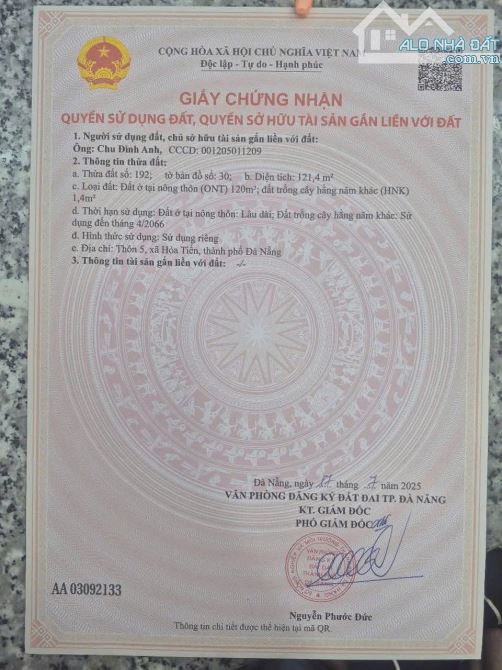 ALO NHÀ ĐẤT
.com.vn
CỘNG HÒA XÃ HỘI CHỦ NGHĨA VIỆT NAM
Độc lập - Tự do - Hạnh phúc
GIẤY CHỨNG NHẬN
QUYỀN SỬ DỤNG ĐẤT, QUYỀN SỞ HỮU TÀI SẢN GẮN LIỀN VỚI ĐẤT
1. Người sử dụng đất, chủ sở hữu tài sản gắn liền với đất:
Ông: Chu Đình Anh, CCCD: 001205011209
2. Thông tin thửa đất:
a. Thửa đất số: 192; tờ bản đồ số: 30; b. Diện tích: 121,4 m²
c. Loại đất: Đất ở tại nông thôn (ONT) 120m²; đất trồng cây hằng năm khác (HNK)
1,4m²
d. Thời hạn sử dụng: Đất ở tại nông thôn: Lâu dài; Đất trồng cây hằng năm khác: Sử
dụng đến tháng 4/2066
đ. Hình thức sử dụng: Sử dụng riêng
e. Địa chỉ: Thôn 5, xã Hòa Tiến, thành phố Đà Nẵng
3. Thông tin tài sản gắn liền với đất: -/-
Đà Nẵng, ngày tháng 7 năm 2025
VĂN PHÒNG ĐĂNG KÝ ĐẤT ĐAI TP. ĐÀ NẴNG
KT. GIÁM ĐỐC
PHÓ GIÁM ĐỐC
AA 03092133
Nguyễn Phước Đức
Thông tin chi tiết được thể hiện tại mã QR.